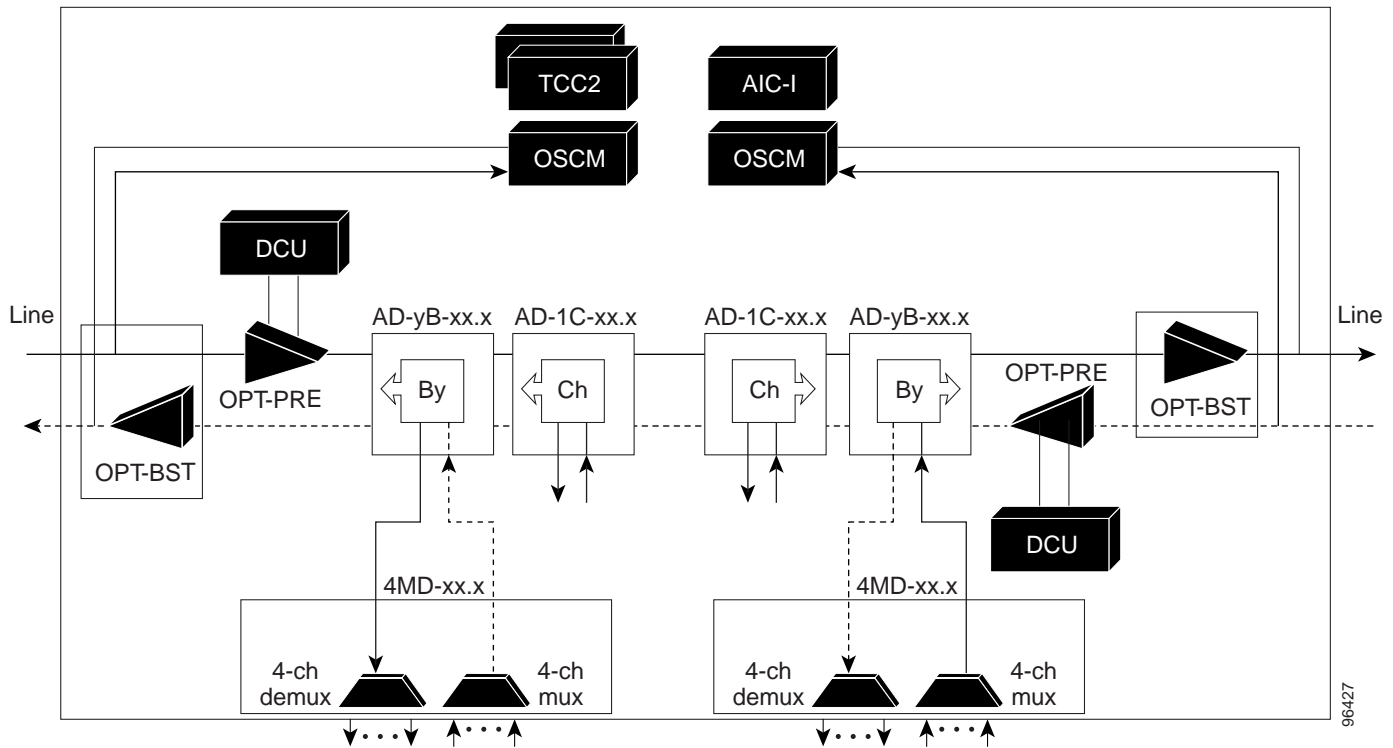 TCC2
AIC-I
OSCM
OSCM
DCU
Line
Line
AD-yB-xx.x
AD-1C-xx.x
AD-1C-xx.x
AD-yB-xx.x
By
Ch
Ch
By
OPT-PRE
OPT-PRE
OPT-BST
OPT-BST
DCU
4MD-xx.x
4MD-xx.x
4-ch
demux
4-ch
mux
4-ch
demux
4-ch
mux
96427